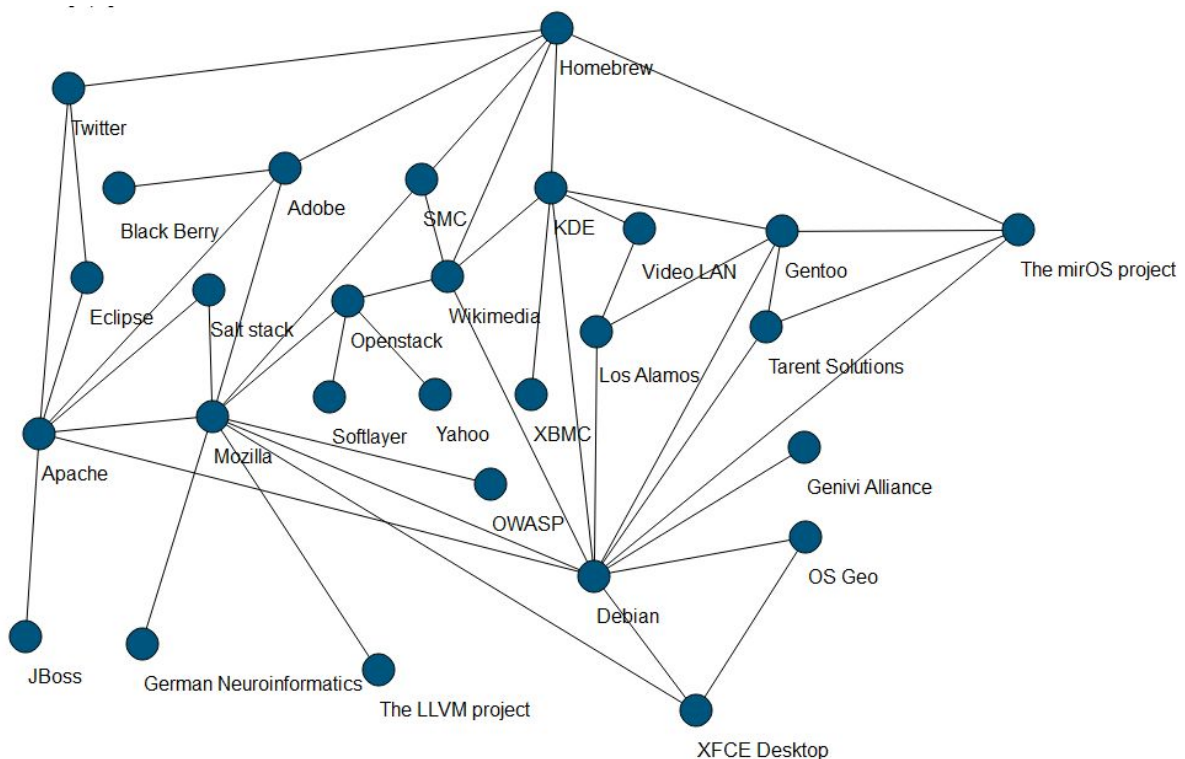 Homebrew
Twitter
Adobe
Black Berry
SMC
KDE
Video LAN
Gentoo
The mirOS project
Eclipse
Salt stack
Openstack
Wikimedia
Los Alamos
Tarent Solutions
Softlayer
Yahoo
XBMC
Apache
Mozilla
OWASP
Genivi Alliance
Debian
OS Geo
JBoss
German Neuroinformatics
The LLVM project
XFCE Desktop